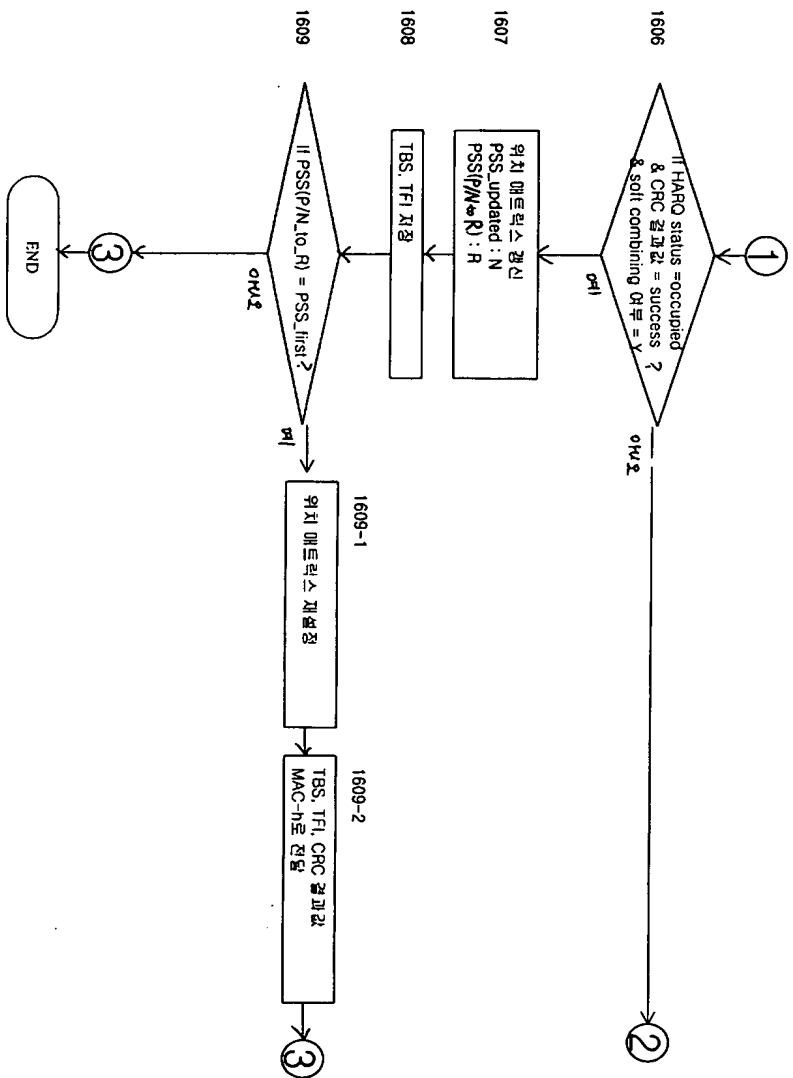 1
1606
If HARQ status =occupied
& CRC 결과값 = success ?
& soft combining 여부 = Y
예
아니오
2
1607
위치 매트릭스 갱신
PSS_updated : N
PSS(P/N↔R) : R
1608
TBS, TFI 저장
1609
If PSS(P/N_to_R) = PSS_first?
예
아니오
1609-1
위치 매트릭스 재설정
1609-2
TBS, TFI, CRC 결과값
MAC-h로 전달
3
3
END